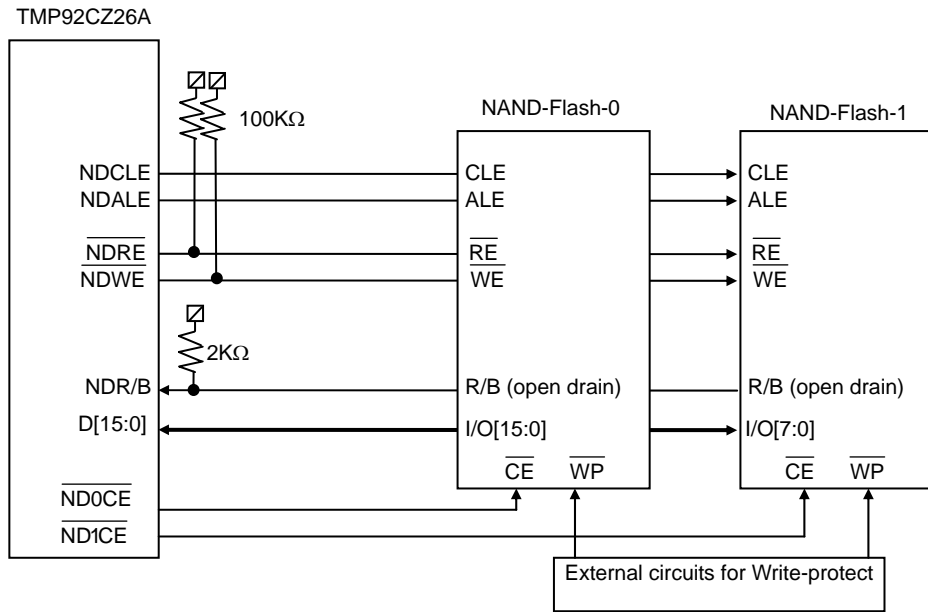 TMP92CZ26A
100KΩ
NAND-Flash-0
NAND-Flash-1
NDCLE
CLE
CLE
NDALE
ALE
ALE
NDRE
RE
RE
NDWE
WE
WE
2KΩ
NDR/B
R/B (open drain)
R/B (open drain)
D[15:0]
I/O[15:0]
I/O[7:0]
CE
WP
CE
WP
ND0CE
ND1CE
External circuits for Write-protect